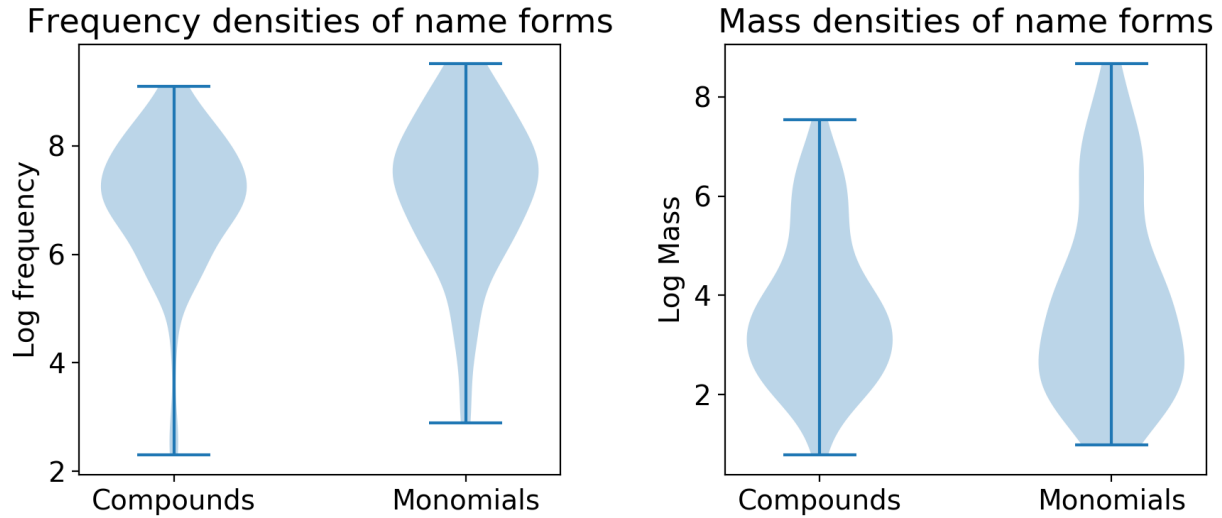 Frequency densities of name forms
Log frequency
8
6
4
2
Compounds
Monomials
Mass densities of name forms
Log Mass
8
6
4
2
Compounds
Monomials